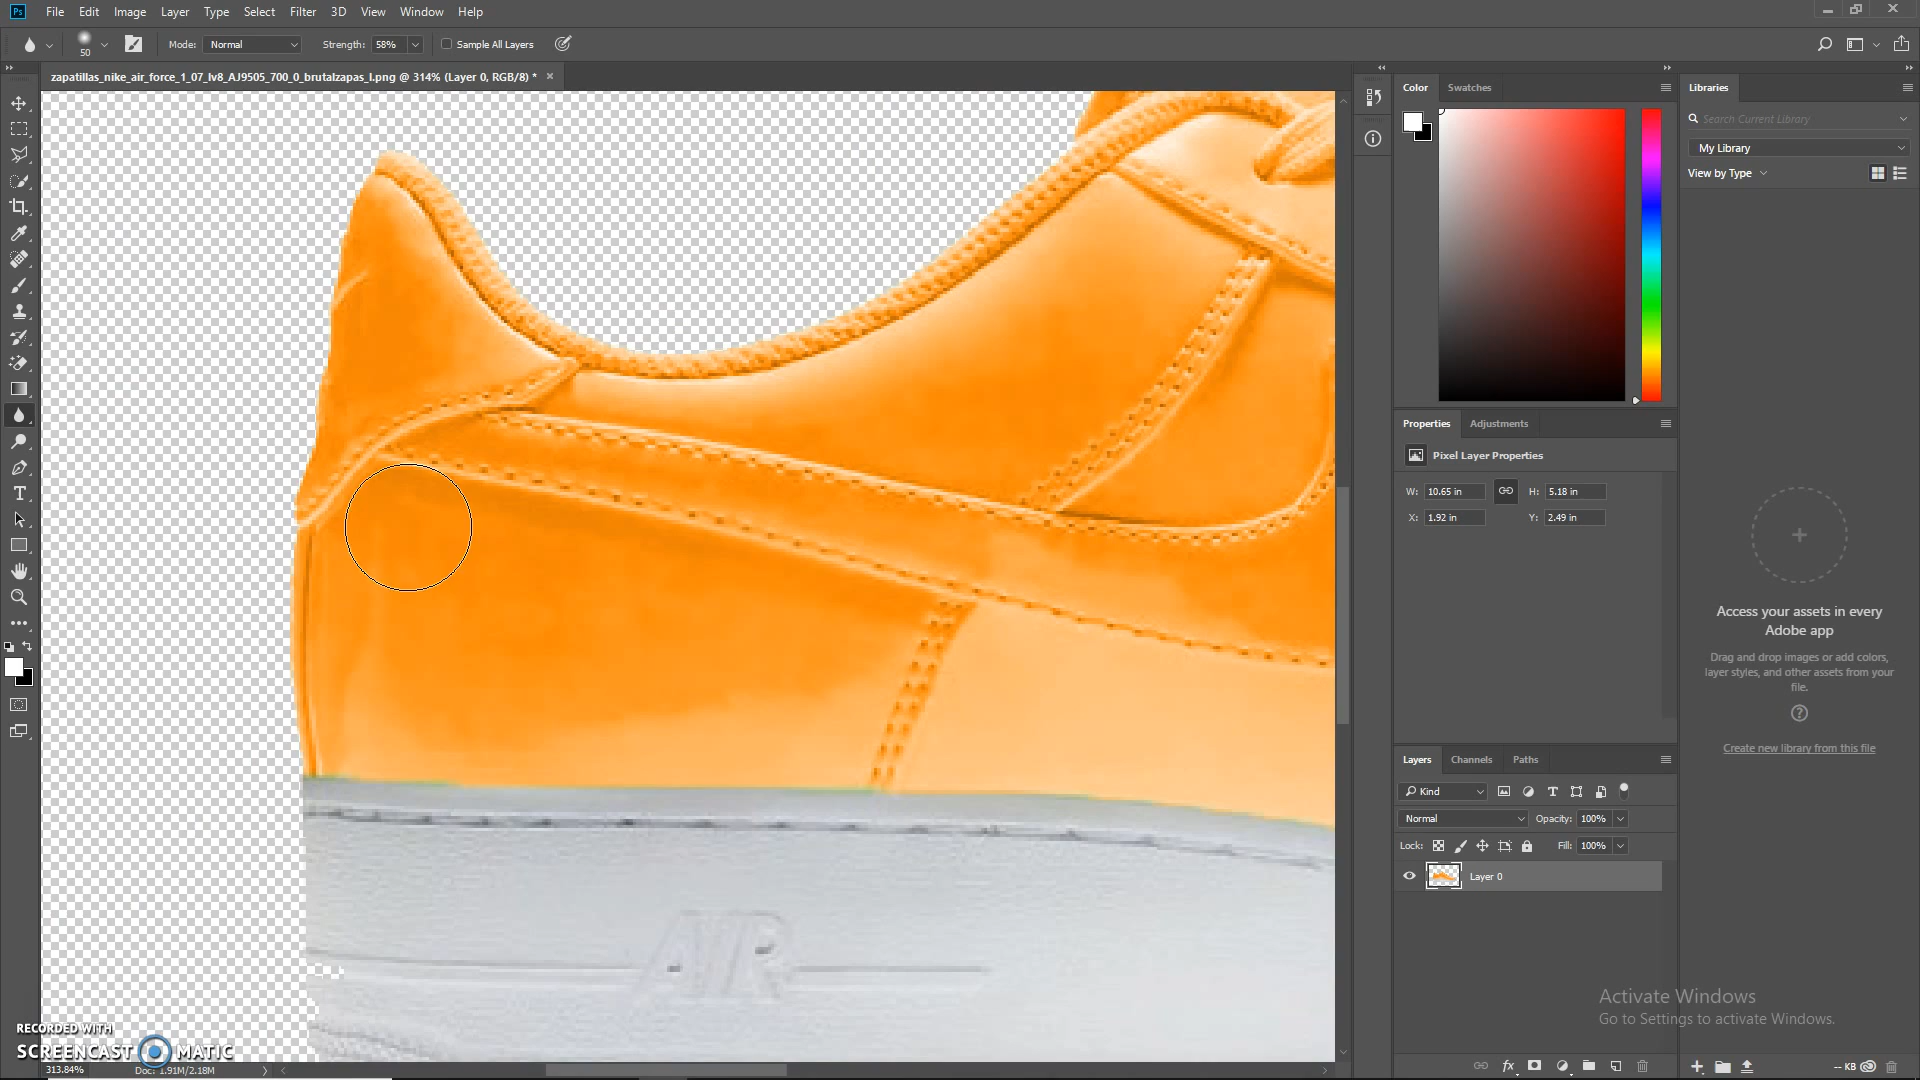 Ps File Edit Image Layer Type Select Filter 3D View Window Help
50 Mode: Normal Strength: 58% Sample All Layers
zapatillas_nike_air_force_1_07_lv8_AJ9505_700_0_brutalzapas_l.png @ 314% (Layer 0, RGB/8) * ×
Color Swatches
Libraries
Search Current Library
My Library
View by Type
Properties Adjustments
Pixel Layer Properties
W: 10.65 in H: 5.18 in
X: 1.92 in Y: 2.49 in
Access your assets in every
Adobe app
Drag and drop images or add colors,
layer styles, and other assets from your
file.
Create new library from this file
Layers Channels Paths
Kind
Normal Opacity: 100%
Lock: Fill: 100%
Layer 0
AIR
Activate Windows
Go to Settings to activate Windows.
RECORDED WITH
SCREENCAST MATIC
313.84% Doc: 1.91M/2.18M
-- KB